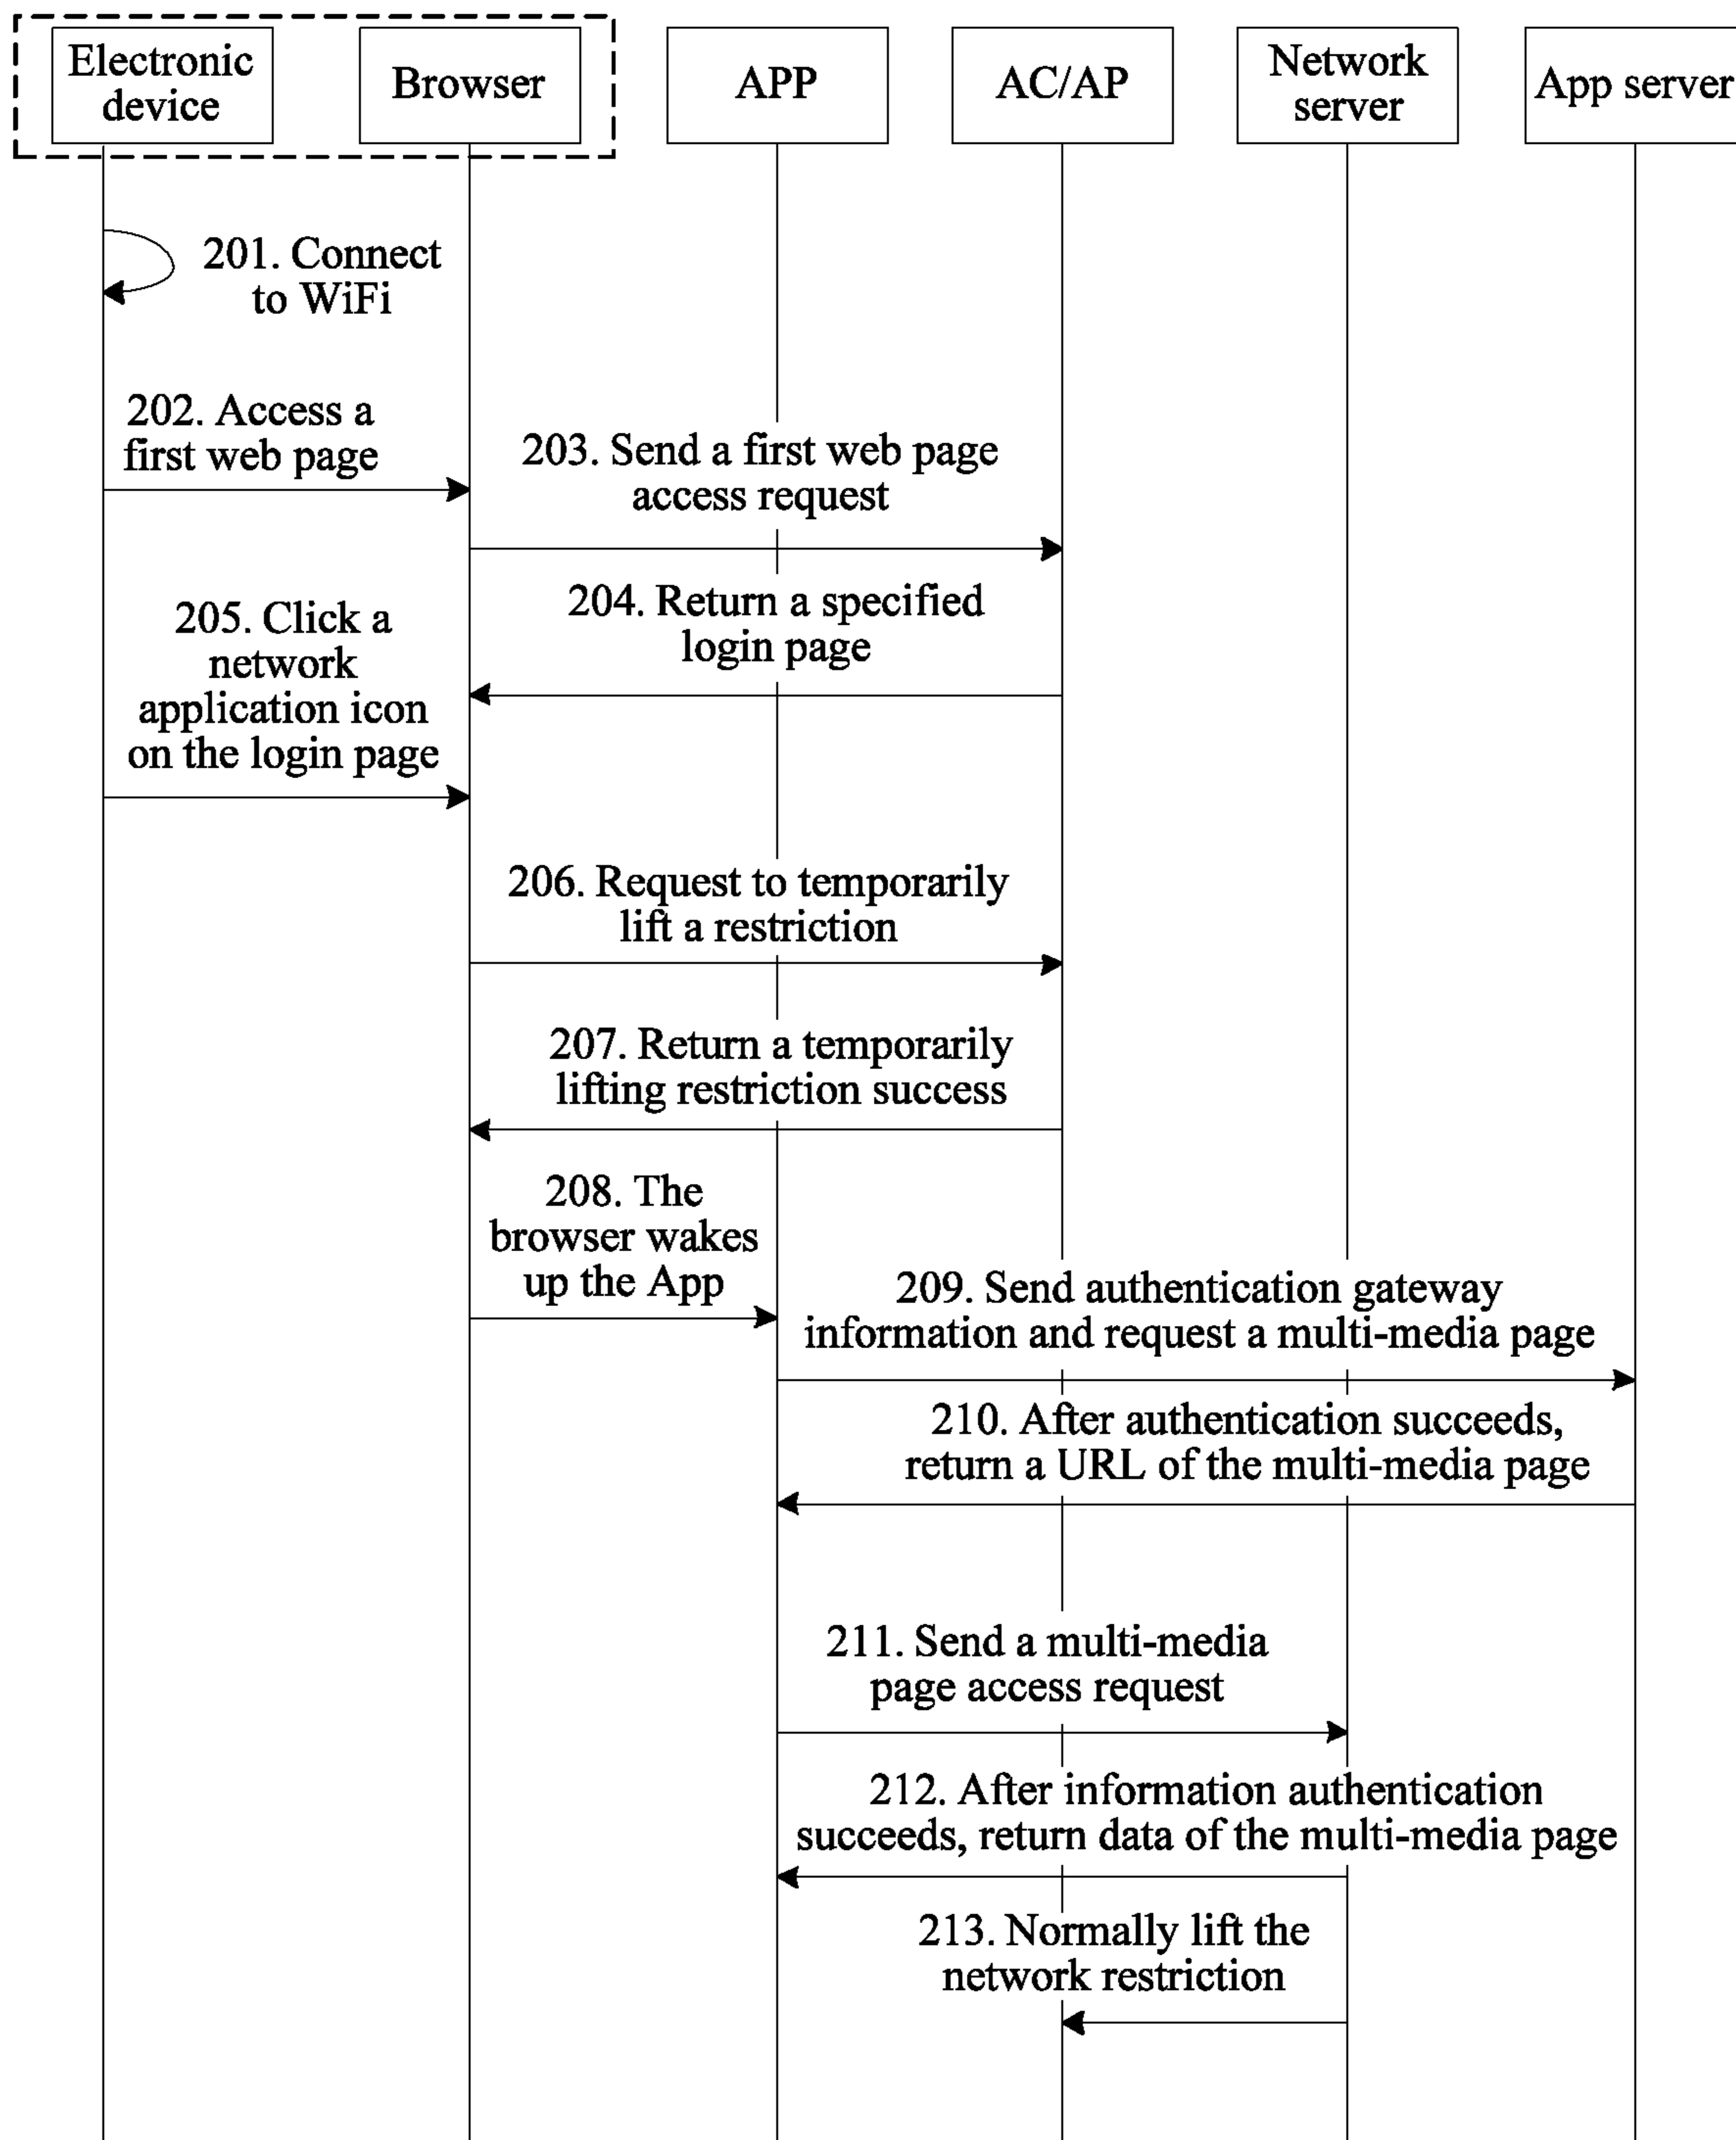 Electronic
device
Browser
APP
AC/AP
Network
server
App server
201. Connect
to WiFi
202. Access a
first web page
203. Send a first web page
access request
204. Return a specified
login page
205. Click a
network
application icon
on the login page
206. Request to temporarily
lift a restriction
207. Return a temporarily
lifting restriction success
208. The
browser wakes
up the App
209. Send authentication gateway
information and request a multi-media page
210. After authentication succeeds,
return a URL of the multi-media page
211. Send a multi-media
page access request
212. After information authentication
succeeds, return data of the multi-media page
213. Normally lift the
network restriction